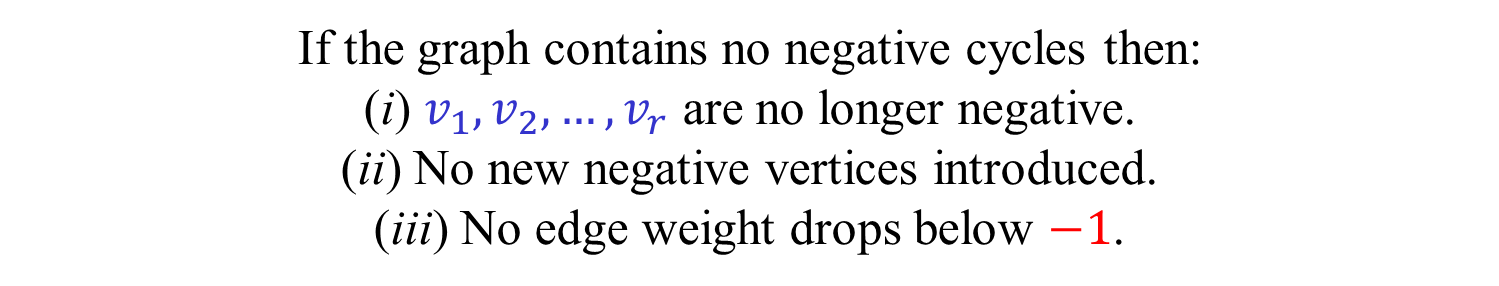 If the graph contains no negative cycles then:
(i) v₁, v₂, … , vᵣ are no longer negative.
(ii) No new negative vertices introduced.
(iii) No edge weight drops below −1.